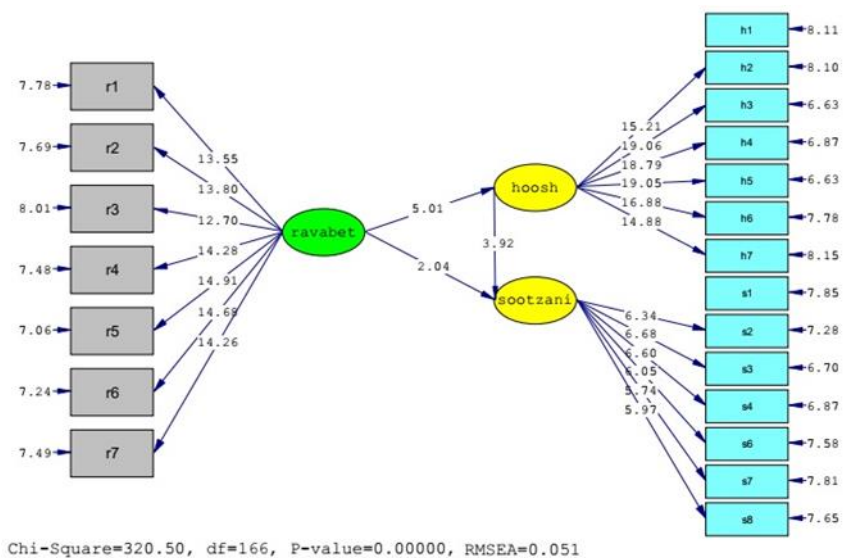 h1 8.11
h2 8.10
7.78 r1
h3 6.63
15.21
19.06
7.69 r2
13.55
18.79
h4 6.87
13.80
hoosh
19.05
h5 6.63
8.01 r3
12.70
5.01
16.88
h6 7.78
14.88
ravabet
14.28
3.92
h7 8.15
7.48 r4
14.91
2.04
s1 7.85
14.68
sootzani
6.34
s2 7.28
7.06 r5
14.26
6.68
6.60
s3 6.70
6.05
5.74
s4 6.87
7.24 r6
5.97
s6 7.58
7.49 r7
s7 7.81
s8 7.65
Chi-Square=320.50, df=166, P-value=0.00000, RMSEA=0.051